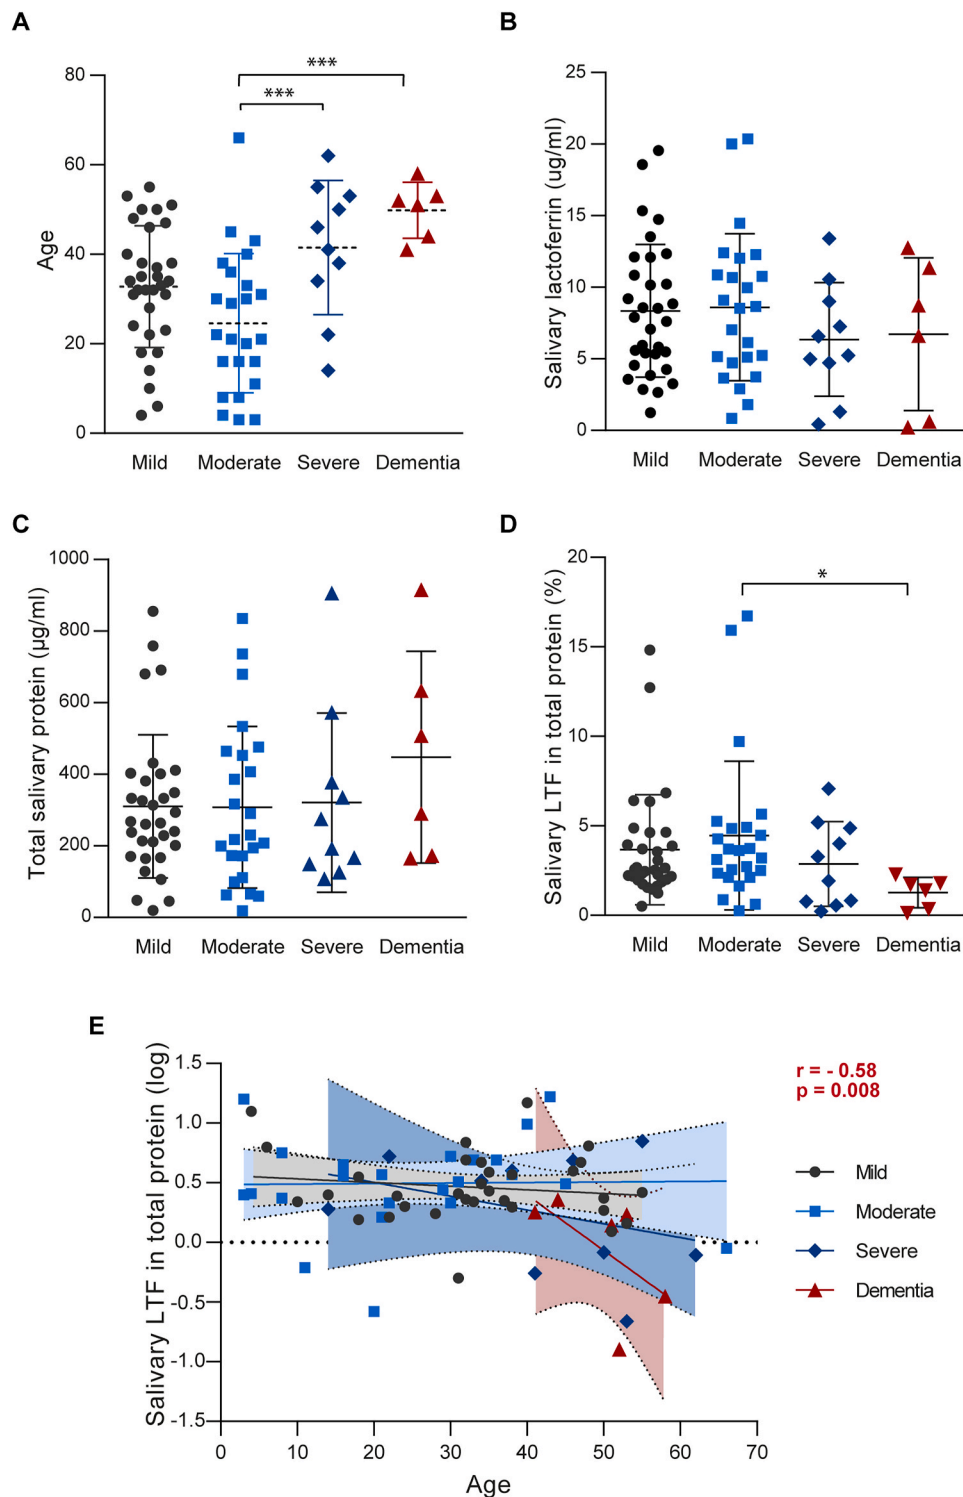 A
Age
80
60
40
20
0
***
***
Mild Moderate Severe Dementia
B
Salivary lactoferrin (ug/ml)
25
20
15
10
5
0
Mild Moderate Severe Dementia
C
Total salivary protein (µg/ml)
1000
800
600
400
200
0
Mild Moderate Severe Dementia
D
Salivary LTF in total protein (%)
20
15
10
5
0
*
Mild Moderate Severe Dementia
E
Salivary LTF in total protein (log)
1.5
1.0
0.5
0.0
-0.5
-1.0
-1.5
0 10 20 30 40 50 60 70
Age
r = - 0.58
p = 0.008
Mild
Moderate
Severe
Dementia